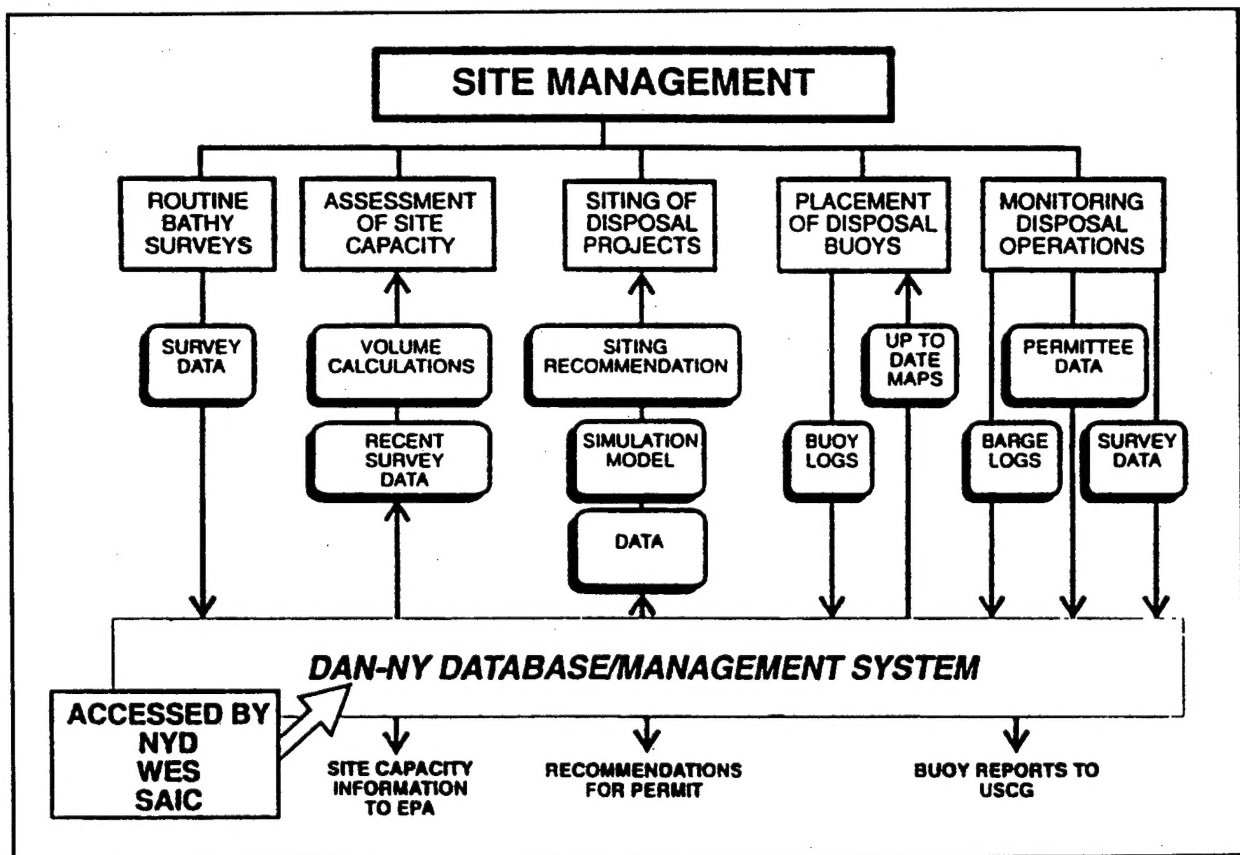 SITE MANAGEMENT
ROUTINE
BATHY
SURVEYS
ASSESSMENT
OF SITE
CAPACITY
SITING OF
DISPOSAL
PROJECTS
PLACEMENT
OF DISPOSAL
BUOYS
MONITORING
DISPOSAL
OPERATIONS
SURVEY
DATA
VOLUME
CALCULATIONS
SITING
RECOMMENDATION
UP TO
DATE
MAPS
PERMITTEE
DATA
RECENT
SURVEY
DATA
SIMULATION
MODEL
BUOY
LOGS
BARGE
LOGS
SURVEY
DATA
DATA
DAN-NY DATABASE/MANAGEMENT SYSTEM
ACCESSED BY
NYD
WES
SAIC
SITE CAPACITY
INFORMATION
TO EPA
RECOMMENDATIONS
FOR PERMIT
BUOY REPORTS TO
USCG